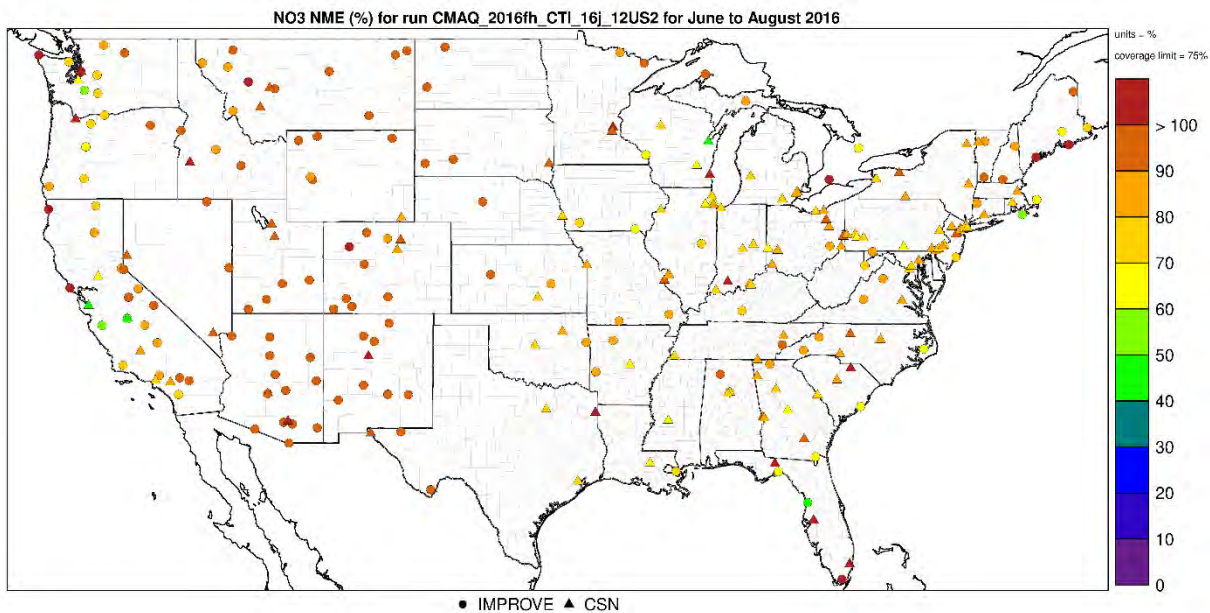 NO3 NME (%) for run CMAQ_2016fh_CTI_16j_12US2 for June to August 2016
units = %
coverage limit = 75%
> 100
90
80
70
60
50
40
30
20
10
0
● IMPROVE ▲ CSN